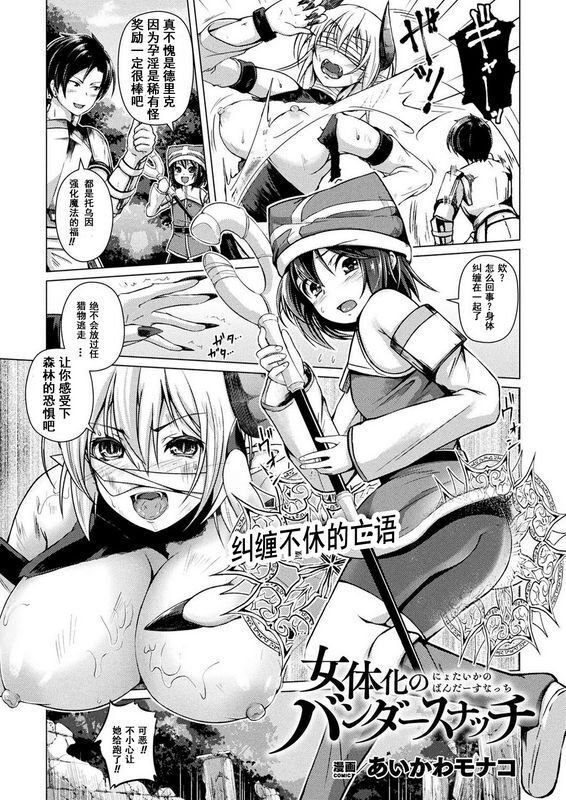 ギャー
真不愧是德里克
因为孕淫是稀有怪
奖励一定很棒吧
都是托乌因
强化魔法的福!!
欸？
怎么回事?身体
纠缠在一起了
ガタ…
ガタ…
绝不会放过任
猎物逃走
…
让你感受下
森林的恐惧吧
纠缠不休的亡语
可恶!!
不小心让
她给跑了!!
にょたいかの
ばんだーすなっち
女体化の
バンダースナッチ
漫画
COMIC
あいかわモナコ